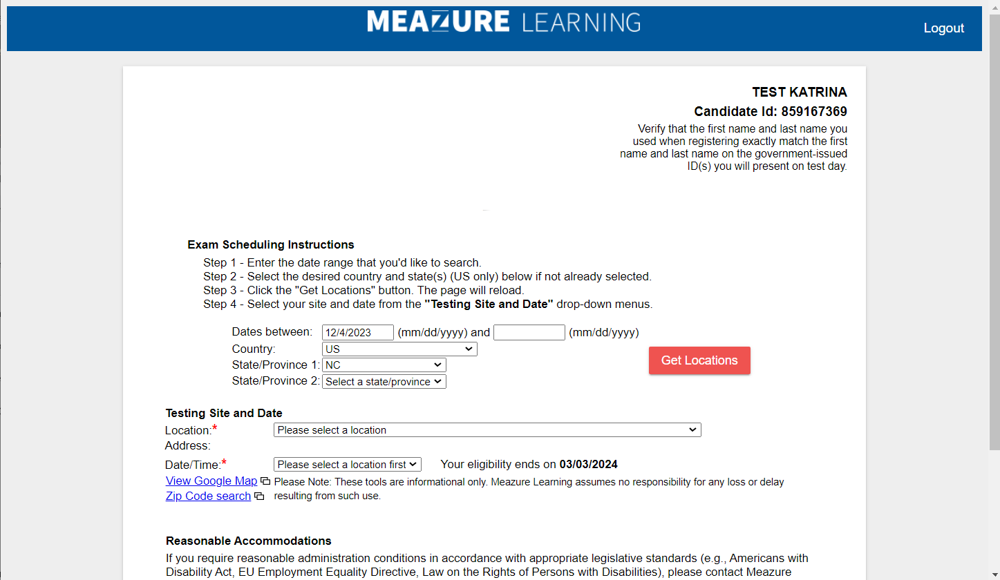 MEAZURE LEARNING
Logout
TEST KATRINA
Candidate Id: 859167369
Verify that the first name and last name you
used when registering exactly match the first
name and last name on the government-issued
ID(s) you will present on test day.
Exam Scheduling Instructions
Step 1 - Enter the date range that you'd like to search.
Step 2 - Select the desired country and state(s) (US only) below if not already selected.
Step 3 - Click the "Get Locations" button. The page will reload.
Step 4 - Select your site and date from the "Testing Site and Date" drop-down menus.
Dates between: 12/4/2023 (mm/dd/yyyy) and (mm/dd/yyyy)
Country: US
Get Locations
State/Province 1: NC
State/Province 2: Select a state/province
Testing Site and Date
Location:* Please select a location
Address:
Date/Time:* Please select a location first Your eligibility ends on 03/03/2024
View Google Map Please Note: These tools are informational only. Meazure Learning assumes no responsibility for any loss or delay
Zip Code search resulting from such use.
Reasonable Accommodations
If you require reasonable administration conditions in accordance with appropriate legislative standards (e.g., Americans with
Disability Act, EU Employment Equality Directive, Law on the Rights of Persons with Disabilities), please contact Meazure